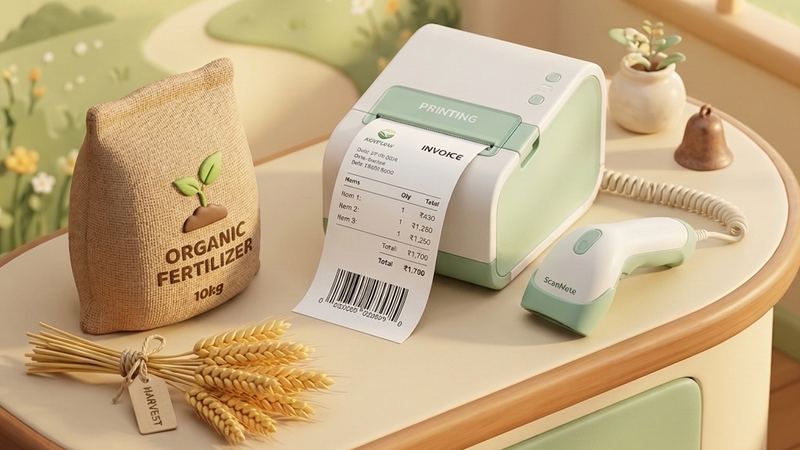 ORGANIC
FERTILIZER
10kg
HARVEST
PRINTING
INVOICE
Items Qty Total
Item 1: 1 ₹430
Item 2: 1 ₹1,250
Item 3: 1 ₹1,250
Total: ₹1,700
Total ₹1,700
ScanNote